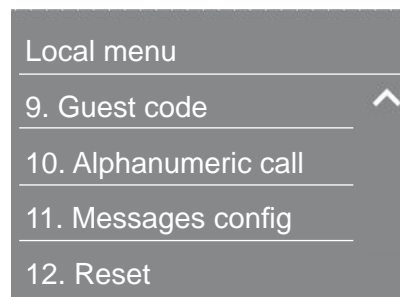 Local menu
9. Guest code
10. Alphanumeric call
11. Messages config
12. Reset